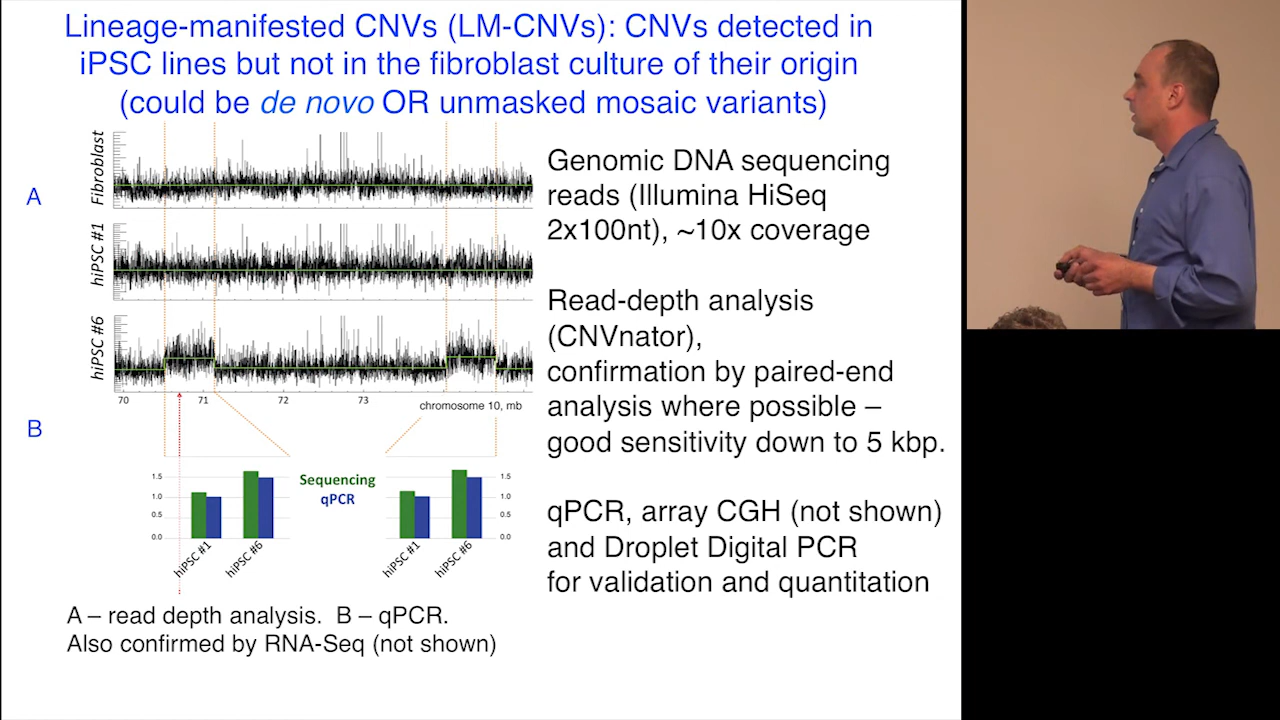 Lineage-manifested CNVs (LM-CNVs): CNVs detected in
iPSC lines but not in the fibroblast culture of their origin
(could be de novo OR unmasked mosaic variants)
A
Fibroblast
hiPSC #1
hiPSC #6
70 71 72 73 chromosome 10, mb
B
1.5
1.0
0.5
0.0
hiPSC #1
hiPSC #6
Sequencing
qPCR
1.5
1.0
0.5
0.0
hiPSC #1
hiPSC #6
A – read depth analysis. B – qPCR.
Also confirmed by RNA-Seq (not shown)
Genomic DNA sequencing
reads (Illumina HiSeq
2x100nt), ~10x coverage
Read-depth analysis
(CNVnator),
confirmation by paired-end
analysis where possible –
good sensitivity down to 5 kbp.
qPCR, array CGH (not shown)
and Droplet Digital PCR
for validation and quantitation